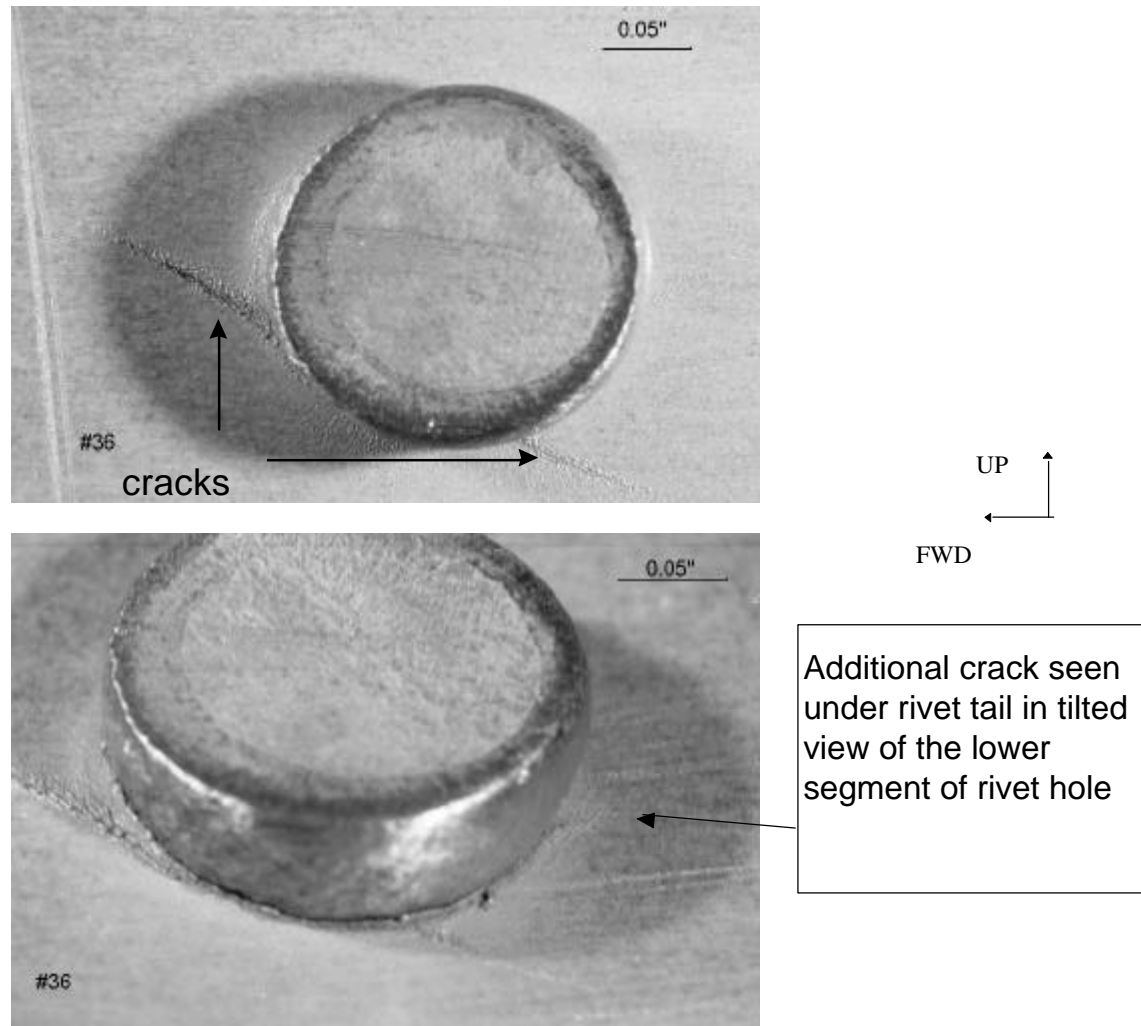 0.05"
#36
cracks
UP
FWD
0.05"
Additional crack seen
under rivet tail in tilted
view of the lower
segment of rivet hole
#36